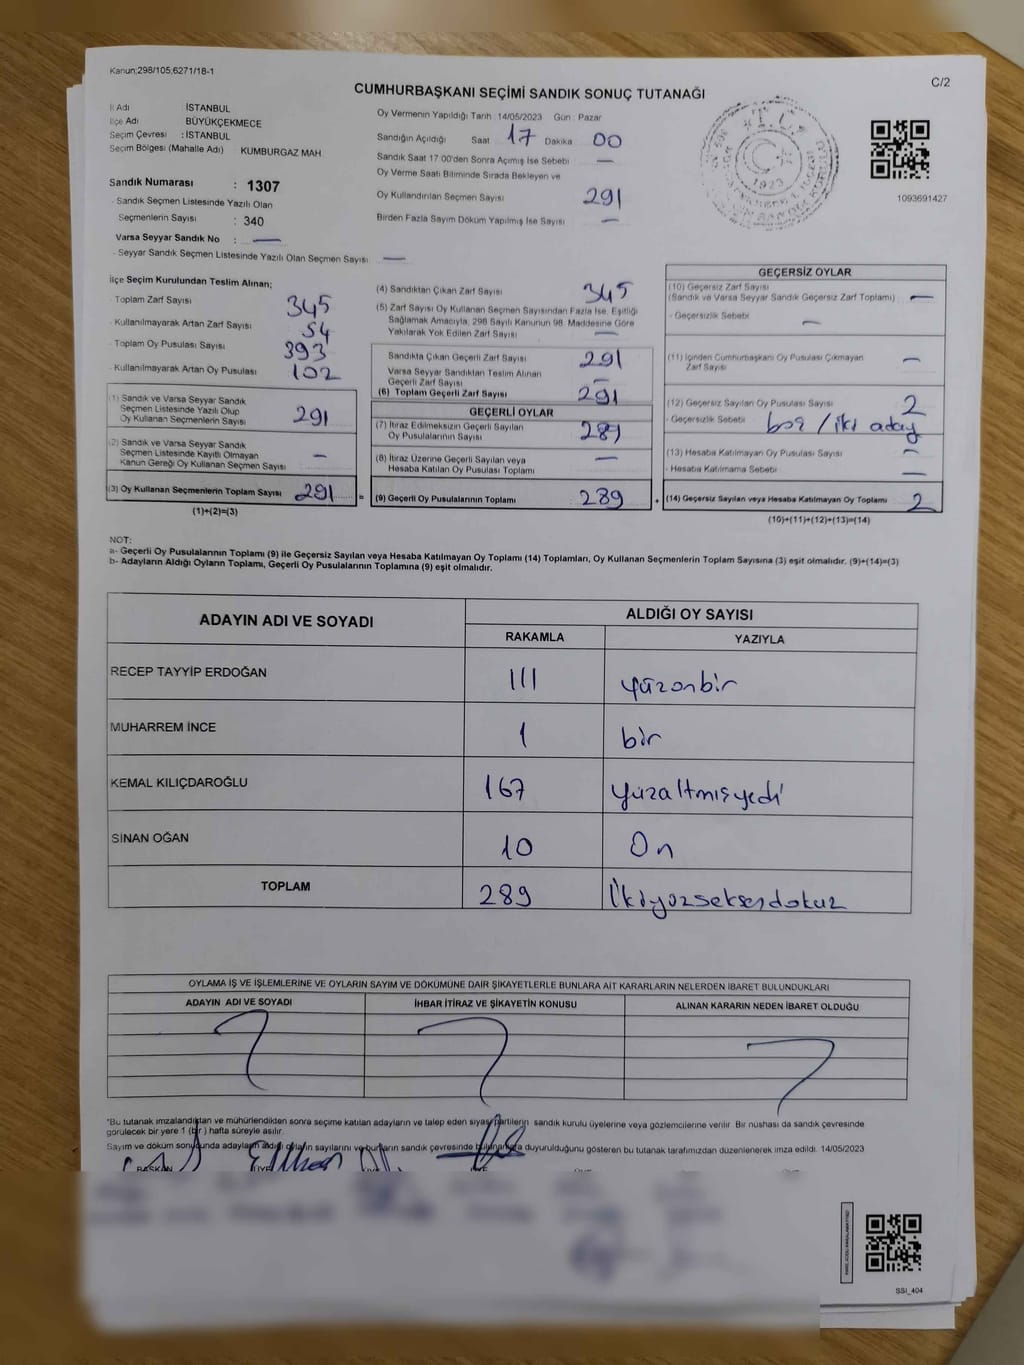 Kanun;298/105;6271/18-1
C/2
CUMHURBAŞKANI SEÇİMİ SANDIK SONUÇ TUTANAĞI
İl Adı İSTANBUL
İlçe Adı BÜYÜKÇEKMECE
Seçim Çevresi : İSTANBUL
Seçim Bölgesi (Mahalle Adı) KUMBURGAZ MAH.
Sandık Numarası : 1307
- Sandık Seçmen Listesinde Yazılı Olan
Seçmenlerin Sayısı : 340
Varsa Seyyar Sandık No : —
- Seyyar Sandık Seçmen Listesinde Yazılı Olan Seçmen Sayısı —
Oy Vermenin Yapıldığı Tarih :14/05/2023 Gün : Pazar
Sandığın Açıldığı Saat 17 Dakika 00
Sandık Saat 17.00'den Sonra Açımış İse Sebebi —
Oy Verme Saati Bitiminde Sırada Bekleyen ve
Oy Kullandırılan Seçmen Sayısı 291
Birden Fazla Sayım Döküm Yapılmış İse Sayısı —
T.C.
1923
1093691427
İlçe Seçim Kurulundan Teslim Alınan;
- Toplam Zarf Sayısı 345
- Kullanılmayarak Artan Zarf Sayısı 54
- Toplam Oy Pusulası Sayısı 393
- Kullanılmayarak Artan Oy Pusulası 102
(1) Sandık ve Varsa Seyyar Sandık
Seçmen Listesinde Yazılı Olup
Oy Kullanan Seçmenlerin Sayısı 291
(2) Sandık ve Varsa Seyyar Sandık
Seçmen Listesinde Kayıtlı Olmayan
Kanun Gereği Oy Kullanan Seçmen Sayısı —
(3) Oy Kullanan Seçmenlerin Toplam Sayısı 291 =
(1)+(2)=(3)
(4) Sandıktan Çıkan Zarf Sayısı 345
(5) Zarf Sayısı Oy Kullanan Seçmen Sayısından Fazla İse, Eşitliği
Sağlamak Amacıyla, 298 Sayılı Kanunun 98. Maddesine Göre
Yakılarak Yok Edilen Zarf Sayısı —
Sandıkta Çıkan Geçerli Zarf Sayısı 291
Varsa Seyyar Sandıktan Teslim Alınan
Geçerli Zarf Sayısı —
(6) Toplam Geçerli Zarf Sayısı 291
GEÇERLİ OYLAR
(7) İtiraz Edilmeksizin Geçerli Sayılan
Oy Pusulalarının Sayısı 289
(8) İtiraz Üzerine Geçerli Sayılan veya
Hesaba Katılan Oy Pusulası Toplamı —
(9) Geçerli Oy Pusulalarının Toplamı 289 +
GEÇERSİZ OYLAR
(10) Geçersiz Zarf Sayısı
(Sandık ve Varsa Seyyar Sandık Geçersiz Zarf Toplamı) —
- Geçersizlik Sebebi —
(11) İçinden Cumhurbaşkanı Oy Pusulası Çıkmayan
Zarf Sayısı —
(12) Geçersiz Sayılan Oy Pusulası Sayısı 2
- Geçersizlik Sebebi boş / iki aday
(13) Hesaba Katılmayan Oy Pusulası Sayısı —
- Hesaba Katılmama Sebebi —
(14) Geçersiz Sayılan veya Hesaba Katılmayan Oy Toplamı 2
(10)+(11)+(12)+(13)=(14)
NOT:
a- Geçerli Oy Pusulalarının Toplamı (9) ile Geçersiz Sayılan veya Hesaba Katılmayan Oy Toplamı (14) Toplamları, Oy Kullanan Seçmenlerin Toplam Sayısına (3) eşit olmalıdır. (9)+(14)=(3)
b- Adayların Aldığı Oyların Toplamı, Geçerli Oy Pusulalarının Toplamına (9) eşit olmalıdır.
ADAYIN ADI VE SOYADI ALDIĞI OY SAYISI
RAKAMLA YAZIYLA
RECEP TAYYİP ERDOĞAN 111 yüzonbir
MUHARREM İNCE 1 bir
KEMAL KILIÇDAROĞLU 167 yüzaltmışyedi
SİNAN OĞAN 10 On
TOPLAM 289 İkiyüzseksendokuz
OYLAMA İŞ VE İŞLEMLERİNE VE OYLARIN SAYIM VE DÖKÜMÜNE DAİR ŞİKAYETLERLE BUNLARA AİT KARARLARIN NELERDEN İBARET BULUNDUKLARI
ADAYIN ADI VE SOYADI İHBAR İTİRAZ VE ŞİKAYETİN KONUSU ALINAN KARARIN NEDEN İBARET OLDUĞU
*Bu tutanak imzalandıktan ve mühürlendikten sonra seçime katılan adayların ve talep eden siyasi partilerin sandık kurulu üyelerine veya gözlemcilerine verilir. Bir nushası da sandık çevresinde
görülecek bir yere 1 (bir) hafta süreyle asılır.
Sayım ve döküm sonucunda adayların aldığı oyların sayılarını ve bunların sandık çevresinde bulunanlara duyurulduğunu gösteren bu tutanak tarafımızdan düzenlenerek imza edildi. 14/05/2023
BAŞKAN ÜYE ÜYE ÜYE
SSI_404